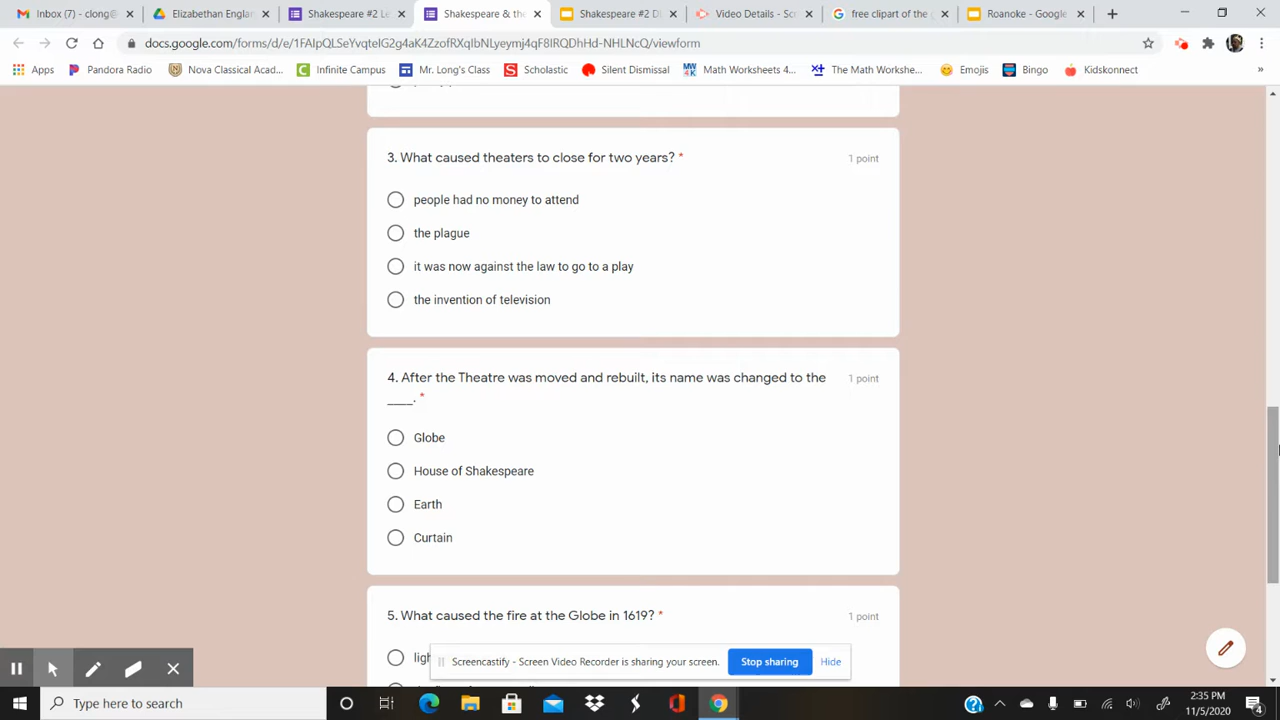 Inbox (17) - clong@
Elizabethan Englan
Shakespeare #2 Le
Shakespeare & the
Shakespeare #2 Di
Video Details - Scr
free clipart of the g
Roanoke - Google
docs.google.com/forms/d/e/
/viewform
Apps
Pandora Radio
Nova Classical Acad...
Infinite Campus
Mr. Long's Class
Scholastic
Silent Dismissal
Math Worksheets 4...
The Math Workshe...
Emojis
Bingo
Kidskonnect
»
3. What caused theaters to close for two years? *
1 point
people had no money to attend
the plague
it was now against the law to go to a play
the invention of television
4. After the Theatre was moved and rebuilt, its name was changed to the
____. *
1 point
Globe
House of Shakespeare
Earth
Curtain
5. What caused the fire at the Globe in 1619? *
1 point
Screencastify - Screen Video Recorder is sharing your screen.
Stop sharing
Hide
Type here to search
2:35 PM
11/5/2020
4